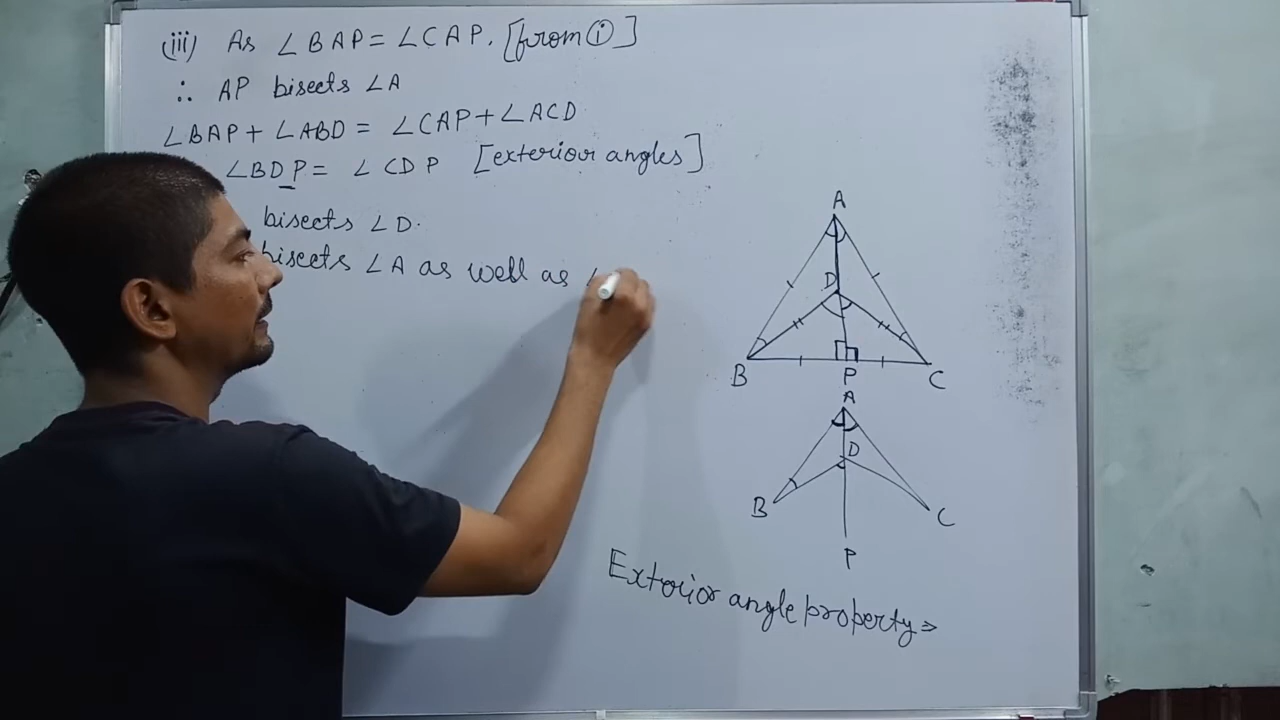 (iii) As ∠BAP = ∠CAP. [from ①]
∴ AP bisects ∠A
∠BAP + ∠ABD = ∠CAP + ∠ACD
∠BDP = ∠CDP [exterior angles]
bisects ∠D.
bisects ∠A as well as ∠
A
D
B
P
C
A
D
B
C
P
Exterior angle property ⇒